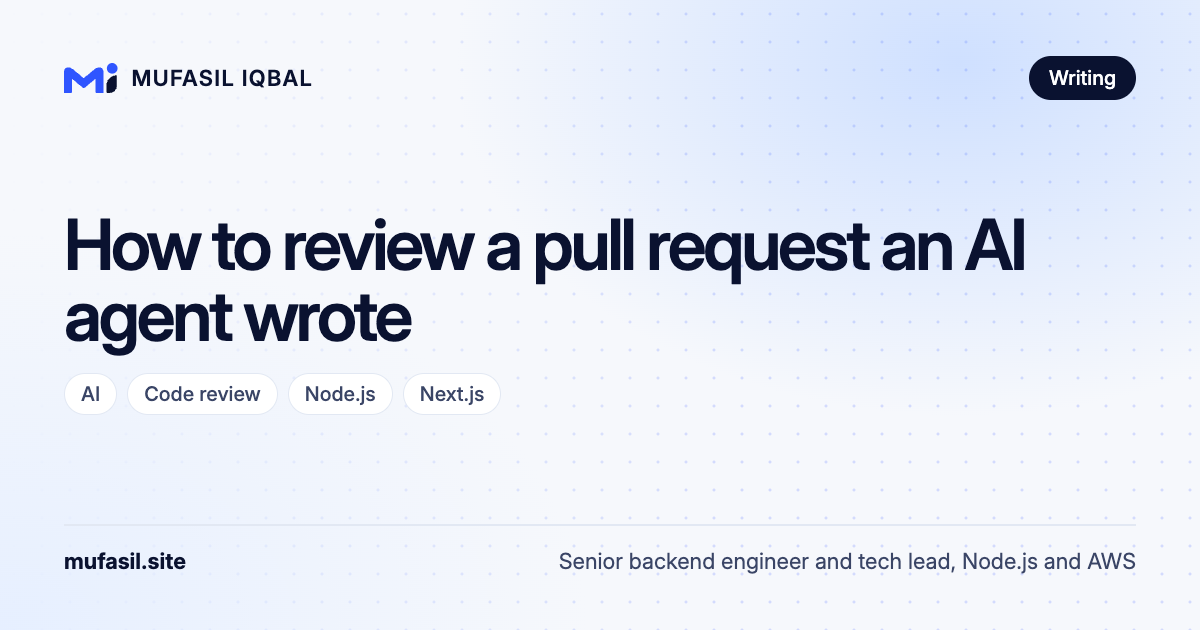 Mi MUFASIL IQBAL
Writing
How to review a pull request an AI
agent wrote
AI
Code review
Node.js
Next.js
mufasil.site
Senior backend engineer and tech lead, Node.js and AWS